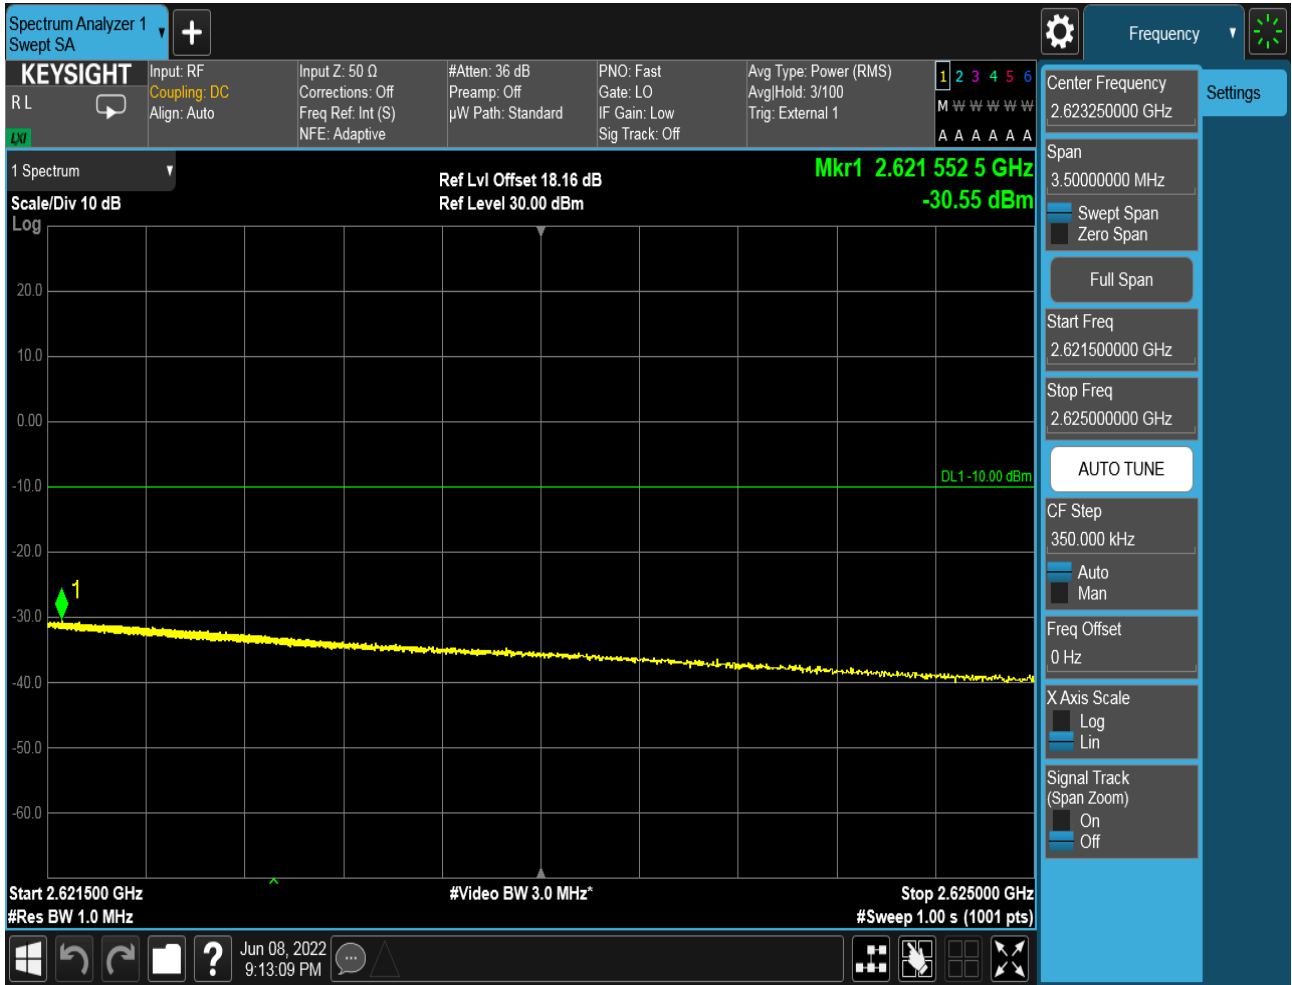 Spectrum Analyzer 1
Swept SA
Frequency
KEYSIGHT
R L
LXI
Input: RF
Coupling: DC
Align: Auto
Input Z: 50 Ω
Corrections: Off
Freq Ref: Int (S)
NFE: Adaptive
#Atten: 36 dB
Preamp: Off
µW Path: Standard
PNO: Fast
Gate: LO
IF Gain: Low
Sig Track: Off
Avg Type: Power (RMS)
Avg|Hold: 3/100
Trig: External 1
1 2 3 4 5 6
M W W W W W
A A A A A A
1 Spectrum
Scale/Div 10 dB
Log
Ref Lvl Offset 18.16 dB
Ref Level 30.00 dBm
Mkr1 2.621 552 5 GHz
-30.55 dBm
20.0
10.0
0.00
-10.0
-20.0
-30.0
-40.0
-50.0
-60.0
DL1 -10.00 dBm
1
Start 2.621500 GHz
#Res BW 1.0 MHz
#Video BW 3.0 MHz*
Stop 2.625000 GHz
#Sweep 1.00 s (1001 pts)
Center Frequency
2.623250000 GHz
Span
3.50000000 MHz
Swept Span
Zero Span
Full Span
Start Freq
2.621500000 GHz
Stop Freq
2.625000000 GHz
AUTO TUNE
CF Step
350.000 kHz
Auto
Man
Freq Offset
0 Hz
X Axis Scale
Log
Lin
Signal Track
(Span Zoom)
On
Off
Settings
Jun 08, 2022
9:13:09 PM